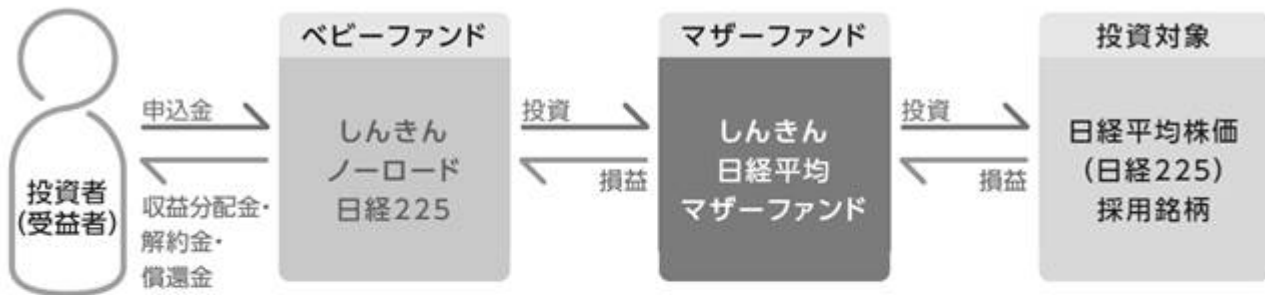 投資者
(受益者)
申込金
収益分配金・
解約金・
償還金
ベビーファンド
しんきん
ノーロード
日経225
投資
損益
マザーファンド
しんきん
日経平均
マザーファンド
投資
損益
投資対象
日経平均株価
(日経225)
採用銘柄